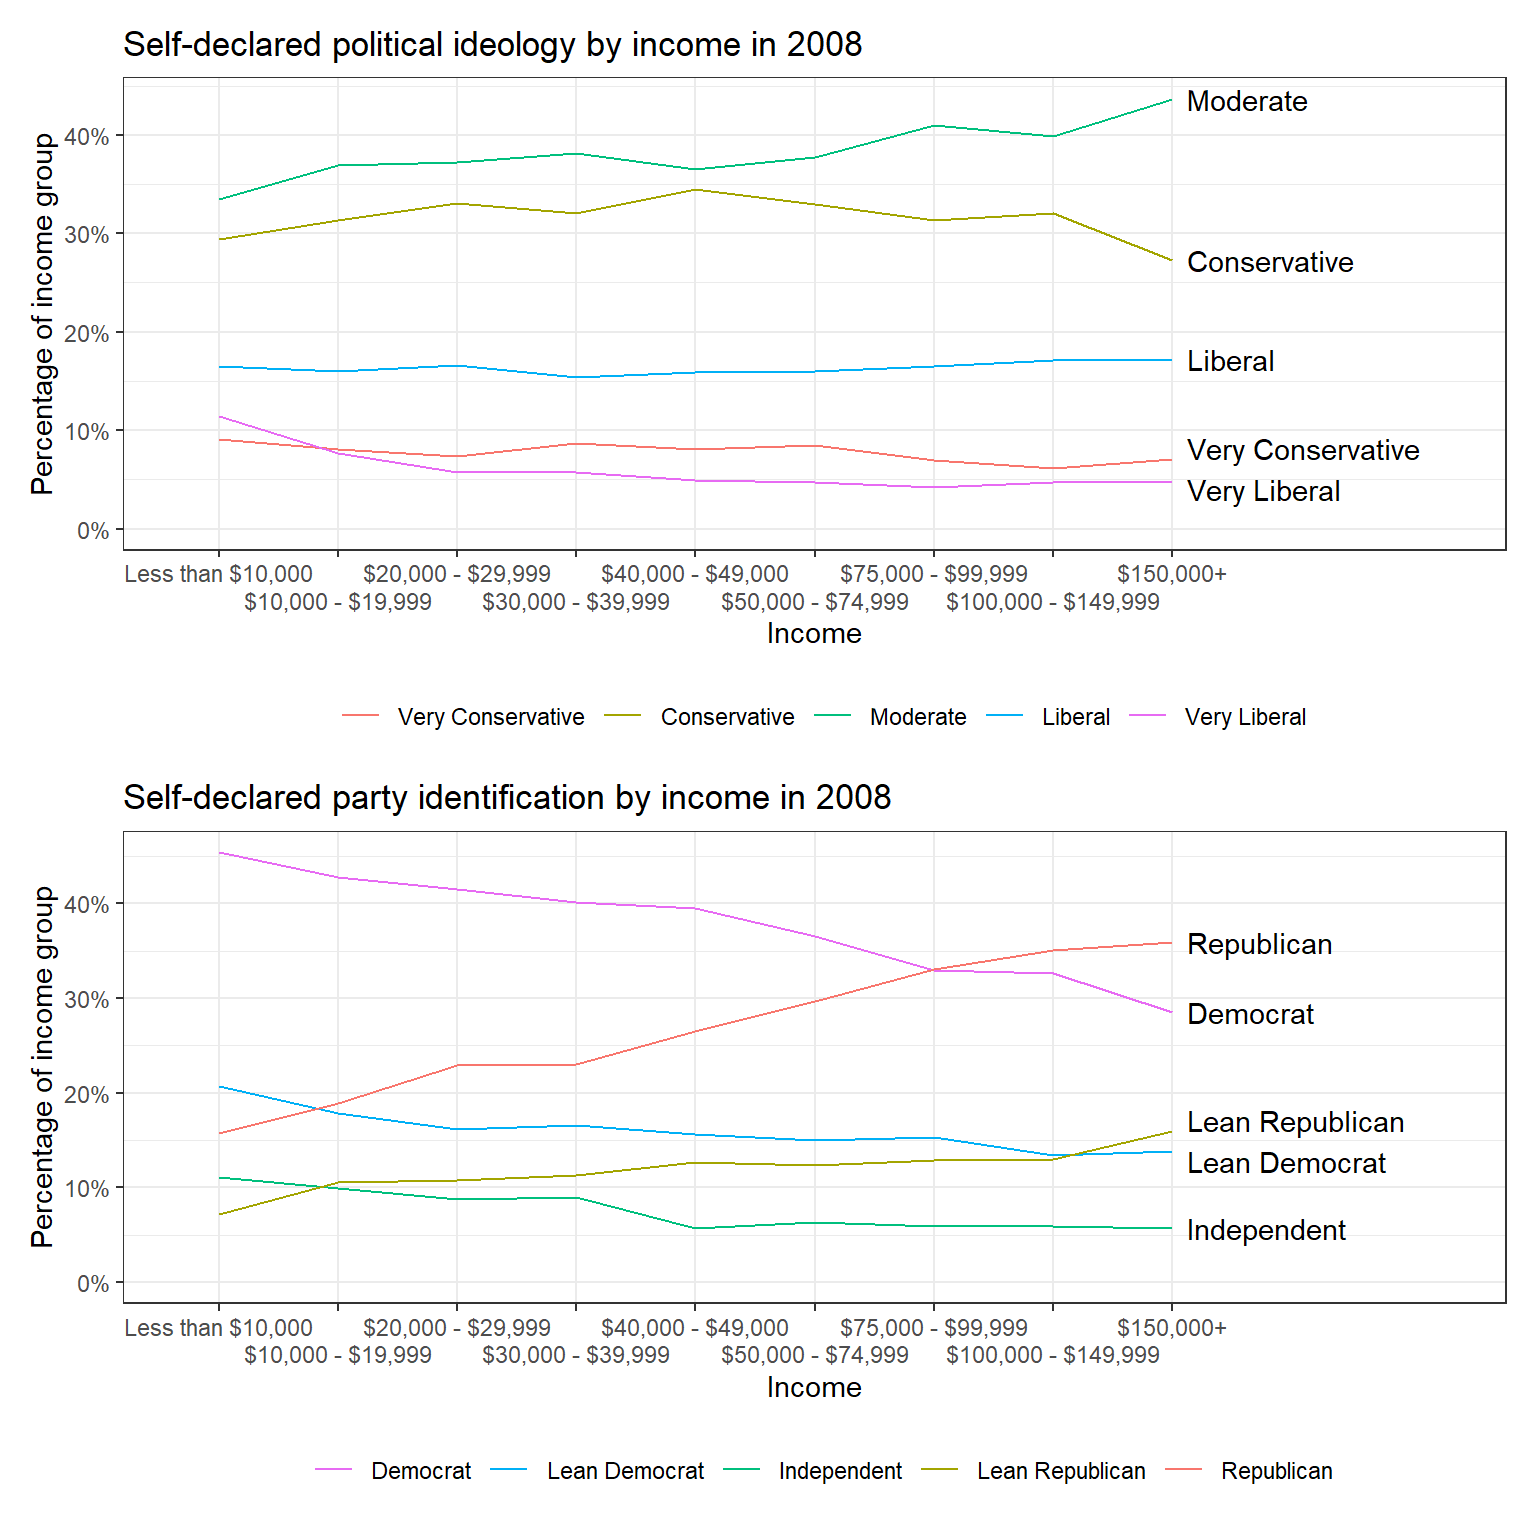 Self-declared political ideology by income in 2008
Percentage of income group
40%
30%
20%
10%
0%
Moderate
Conservative
Liberal
Very Conservative
Very Liberal
Less than $10,000 $20,000 - $29,999 $40,000 - $49,000 $75,000 - $99,999 $150,000+
$10,000 - $19,999 $30,000 - $39,999 $50,000 - $74,999 $100,000 - $149,999
Income
Very Conservative Conservative Moderate Liberal Very Liberal
Self-declared party identification by income in 2008
Percentage of income group
40%
30%
20%
10%
0%
Republican
Democrat
Lean Republican
Lean Democrat
Independent
Less than $10,000 $20,000 - $29,999 $40,000 - $49,000 $75,000 - $99,999 $150,000+
$10,000 - $19,999 $30,000 - $39,999 $50,000 - $74,999 $100,000 - $149,999
Income
Democrat Lean Democrat Independent Lean Republican Republican